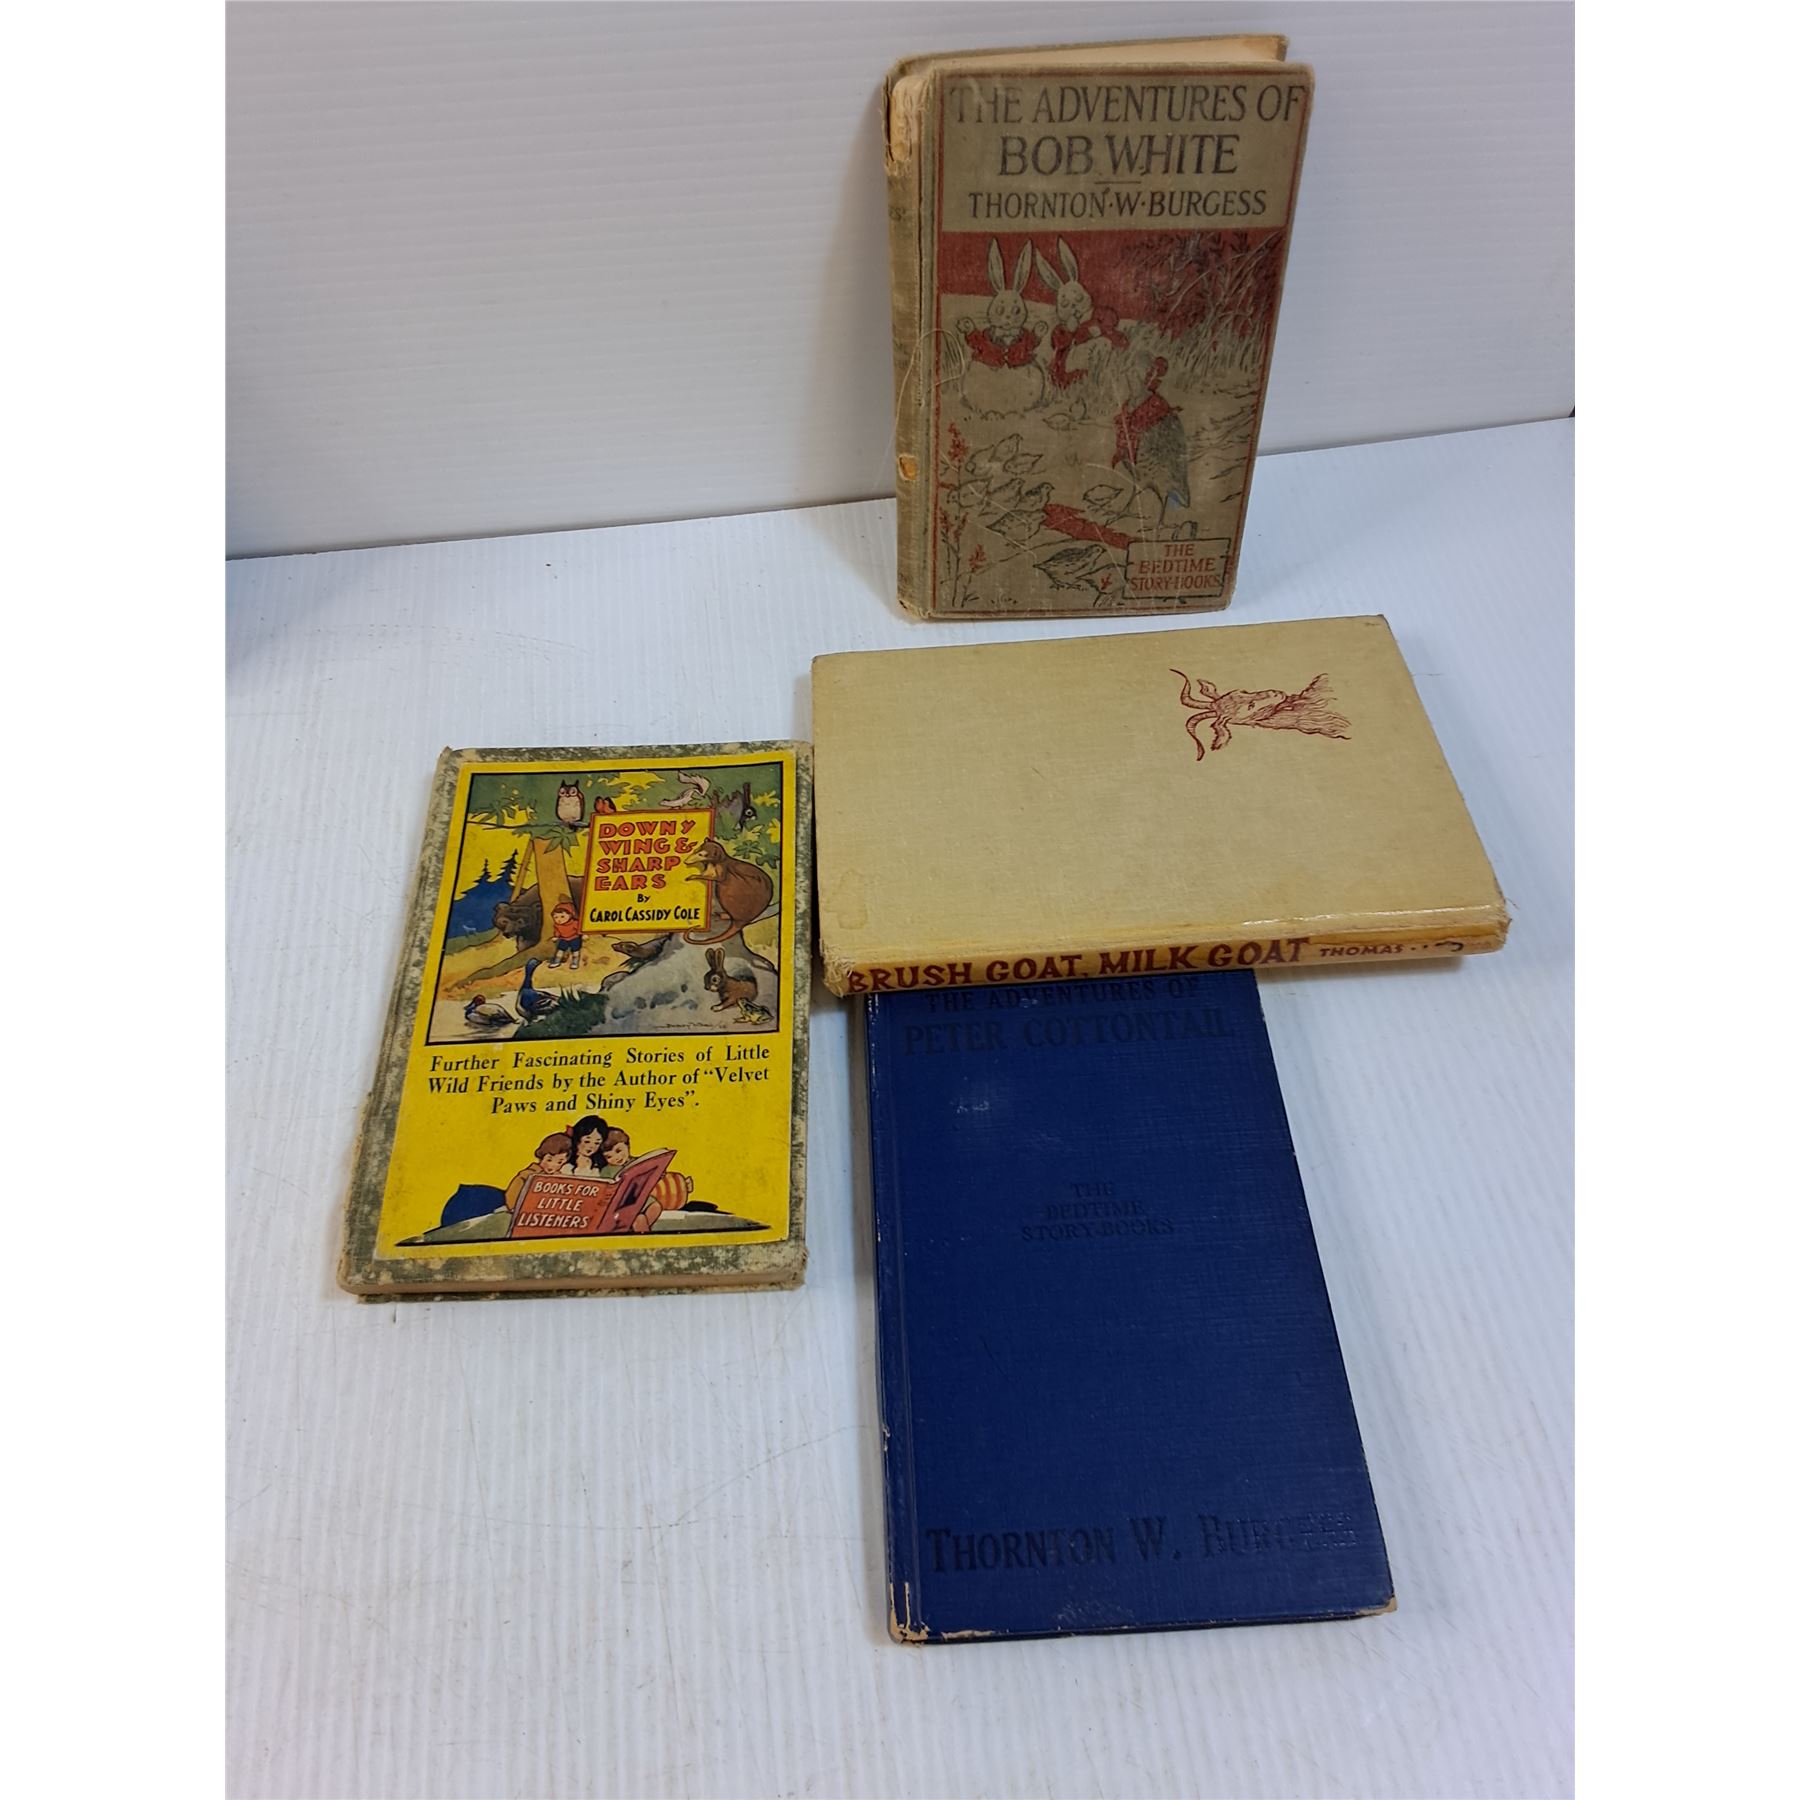 THE ADVENTURES OF
BOB WHITE
THORNTON·W·BURGESS
THE
BEDTIME
STORY-BOOKS
BRUSH GOAT, MILK GOAT THOMAS
DOWNY
WING &
SHARP
EARS
BY
CAROL CASSIDY COLE
Further Fascinating Stories of Little
Wild Friends by the Author of "Velvet
Paws and Shiny Eyes".
BOOKS FOR
LITTLE
LISTENERS
THE ADVENTURES OF
PETER COTTONTAIL
THE
BEDTIME
STORY-BOOKS
THORNTON W. BURGESS